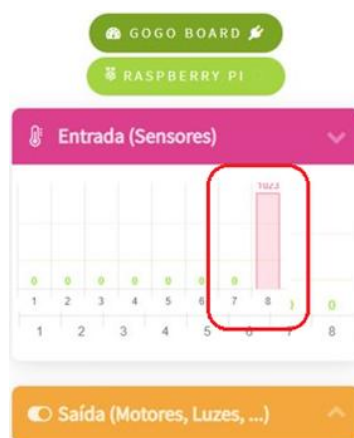 GOGO BOARD
RASPBERRY PI
Entrada (Sensores)
1023
0 0 0 0 0 0 0
1 2 3 4 5 6 7 8
0
1 2 3 4 5 6 7 8
Saída (Motores, Luzes, ...)